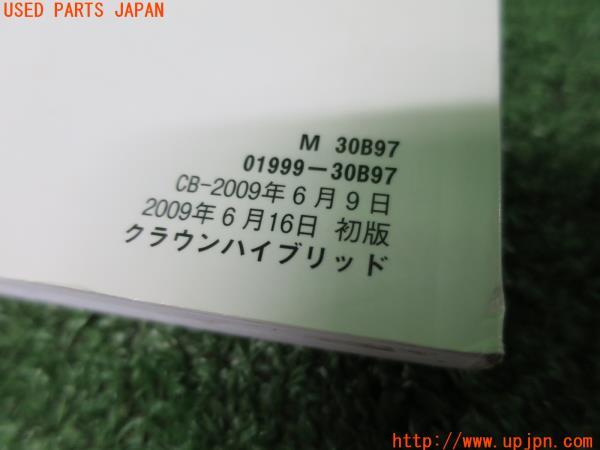 USED PARTS JAPAN
M 30B97
01999-30B97
CB-2009年6月9日
2009年6月16日 初版
クラウンハイブリッド
http://www.upjpn.com